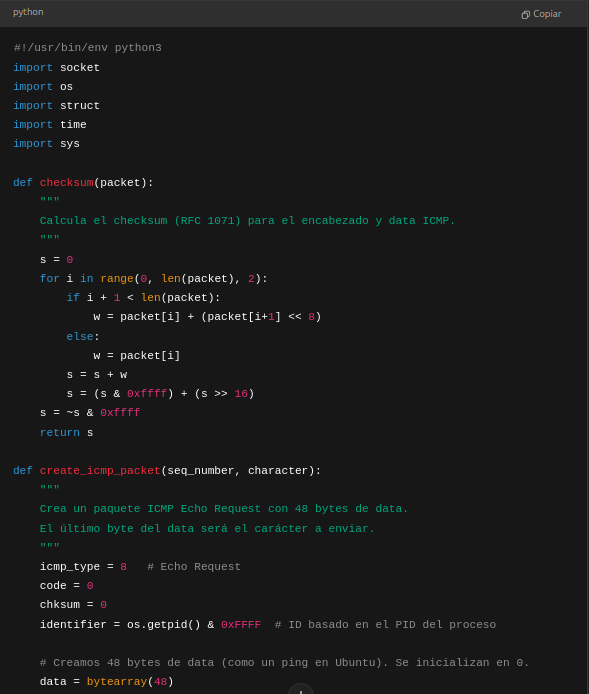 python
Copiar
#!/usr/bin/env python3
import socket
import os
import struct
import time
import sys
def checksum(packet):
"""
Calcula el checksum (RFC 1071) para el encabezado y data ICMP.
"""
s = 0
for i in range(0, len(packet), 2):
if i + 1 < len(packet):
w = packet[i] + (packet[i+1] << 8)
else:
w = packet[i]
s = s + w
s = (s & 0xffff) + (s >> 16)
s = ~s & 0xffff
return s
def create_icmp_packet(seq_number, character):
"""
Crea un paquete ICMP Echo Request con 48 bytes de data.
El último byte del data será el carácter a enviar.
"""
icmp_type = 8   # Echo Request
code = 0
chksum = 0
identifier = os.getpid() & 0xFFFF  # ID basado en el PID del proceso
# Creamos 48 bytes de data (como un ping en Ubuntu). Se inicializan en 0.
data = bytearray(48)